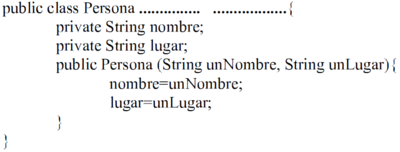 public class Persona ............... ..................{
private String nombre;
private String lugar;
public Persona (String unNombre, String unLugar){
nombre=unNombre;
lugar=unLugar;
}
}